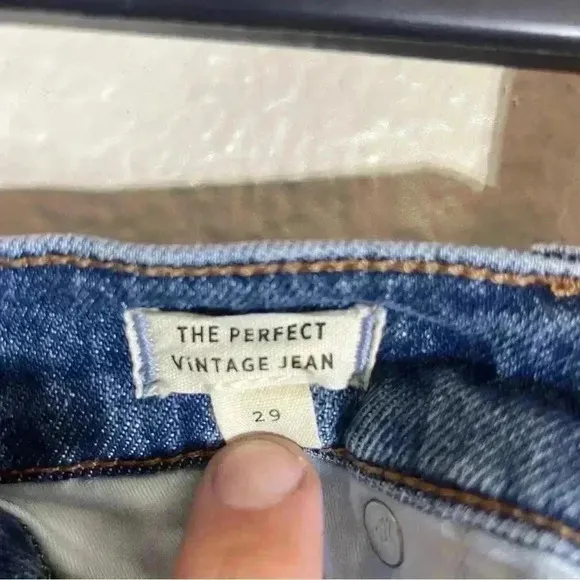 THE PERFECT
ViNTAGE JEAN
29